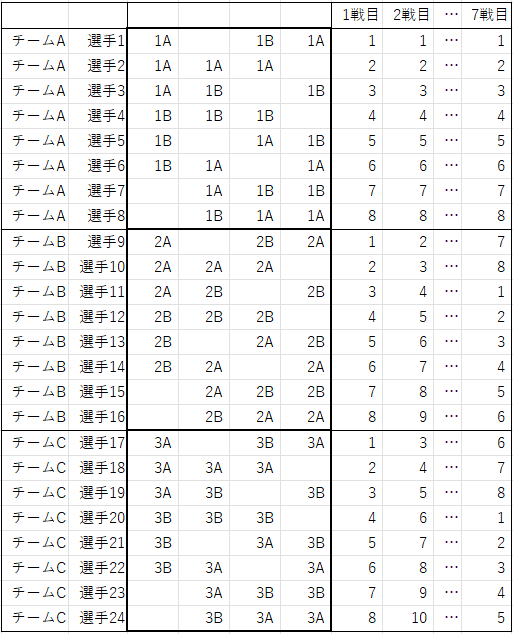 1戦目 2戦目 … 7戦目
チームA 選手1 1A 1B 1A 1 1 … 1
チームA 選手2 1A 1A 1A 2 2 … 2
チームA 選手3 1A 1B 1B 3 3 … 3
チームA 選手4 1B 1B 1B 4 4 … 4
チームA 選手5 1B 1A 1B 5 5 … 5
チームA 選手6 1B 1A 1A 6 6 … 6
チームA 選手7 1A 1B 1B 7 7 … 7
チームA 選手8 1B 1A 1A 8 8 … 8
チームB 選手9 2A 2B 2A 1 2 … 7
チームB 選手10 2A 2A 2A 2 3 … 8
チームB 選手11 2A 2B 2B 3 4 … 1
チームB 選手12 2B 2B 2B 4 5 … 2
チームB 選手13 2B 2A 2B 5 6 … 3
チームB 選手14 2B 2A 2A 6 7 … 4
チームB 選手15 2A 2B 2B 7 8 … 5
チームB 選手16 2B 2A 2A 8 9 … 6
チームC 選手17 3A 3B 3A 1 3 … 6
チームC 選手18 3A 3A 3A 2 4 … 7
チームC 選手19 3A 3B 3B 3 5 … 8
チームC 選手20 3B 3B 3B 4 6 … 1
チームC 選手21 3B 3A 3B 5 7 … 2
チームC 選手22 3B 3A 3A 6 8 … 3
チームC 選手23 3A 3B 3B 7 9 … 4
チームC 選手24 3B 3A 3A 8 10 … 5